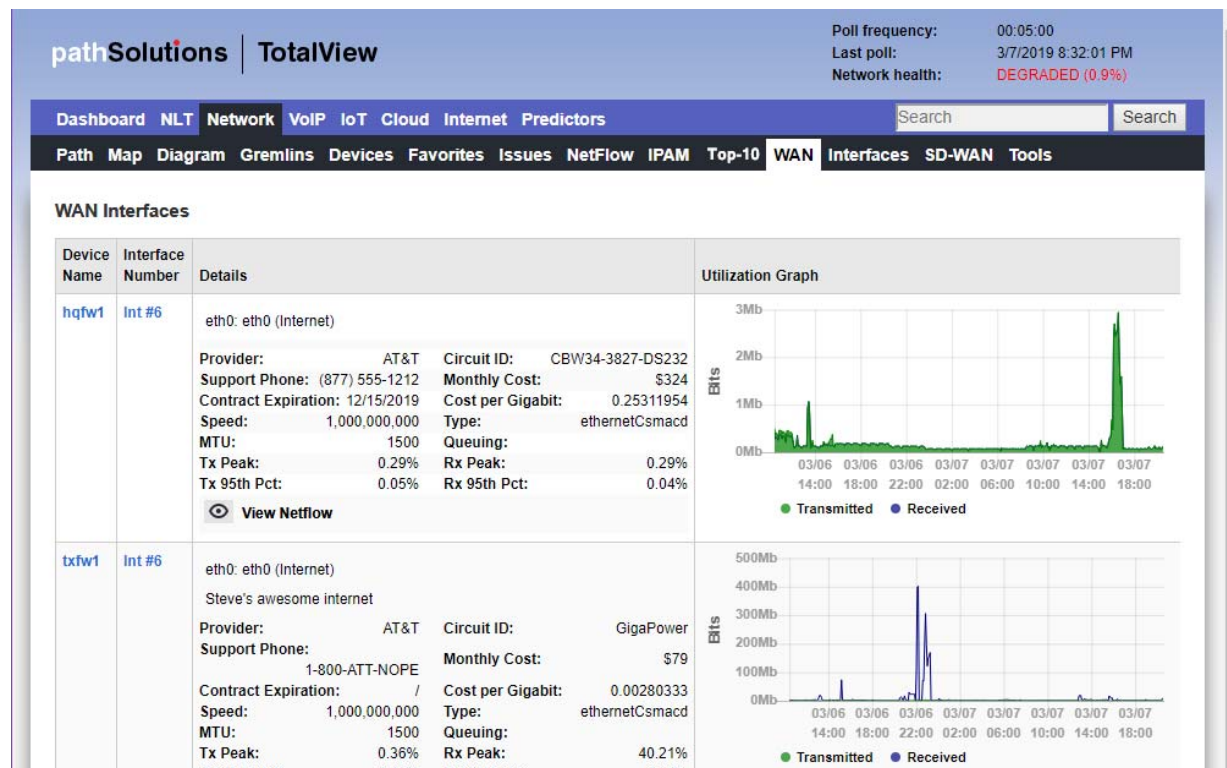 pathSolutions TotalView
Poll frequency: 00:05:00
Last poll: 3/7/2019 8:32:01 PM
Network health: DEGRADED (0.9%)
Dashboard NLT Network VoIP IoT Cloud Internet Predictors Search Search
Path Map Diagram Gremlins Devices Favorites Issues NetFlow IPAM Top-10 WAN Interfaces SD-WAN Tools
WAN Interfaces
Device Name Interface Number Details Utilization Graph
hqfw1 Int #6
eth0: eth0 (Internet)
Provider: AT&T Circuit ID: CBW34-3827-DS232
Support Phone: (877) 555-1212 Monthly Cost: $324
Contract Expiration: 12/15/2019 Cost per Gigabit: 0.25311954
Speed: 1,000,000,000 Type: ethernetCsmacd
MTU: 1500 Queuing:
Tx Peak: 0.29% Rx Peak: 0.29%
Tx 95th Pct: 0.05% Rx 95th Pct: 0.04%
View Netflow
3Mb
2Mb
1Mb
0Mb
Bits
03/06 03/06 03/06 03/07 03/07 03/07 03/07 03/07
14:00 18:00 22:00 02:00 06:00 10:00 14:00 18:00
Transmitted Received
txfw1 Int #6
eth0: eth0 (Internet)
Steve's awesome internet
Provider: AT&T Circuit ID: GigaPower
Support Phone: 1-800-ATT-NOPE Monthly Cost: $79
Contract Expiration: / Cost per Gigabit: 0.00280333
Speed: 1,000,000,000 Type: ethernetCsmacd
MTU: 1500 Queuing:
Tx Peak: 0.36% Rx Peak: 40.21%
500Mb
400Mb
300Mb
200Mb
100Mb
0Mb
Bits
03/06 03/06 03/06 03/07 03/07 03/07 03/07 03/07
14:00 18:00 22:00 02:00 06:00 10:00 14:00 18:00
Transmitted Received